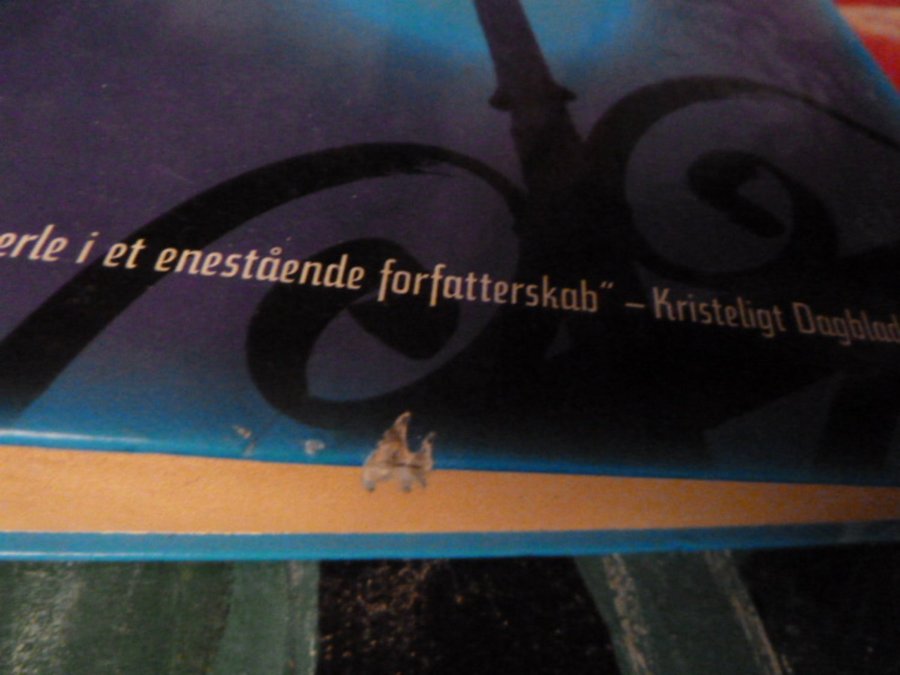 erle i et enestående forfatterskab" – Kristeligt Dagblad